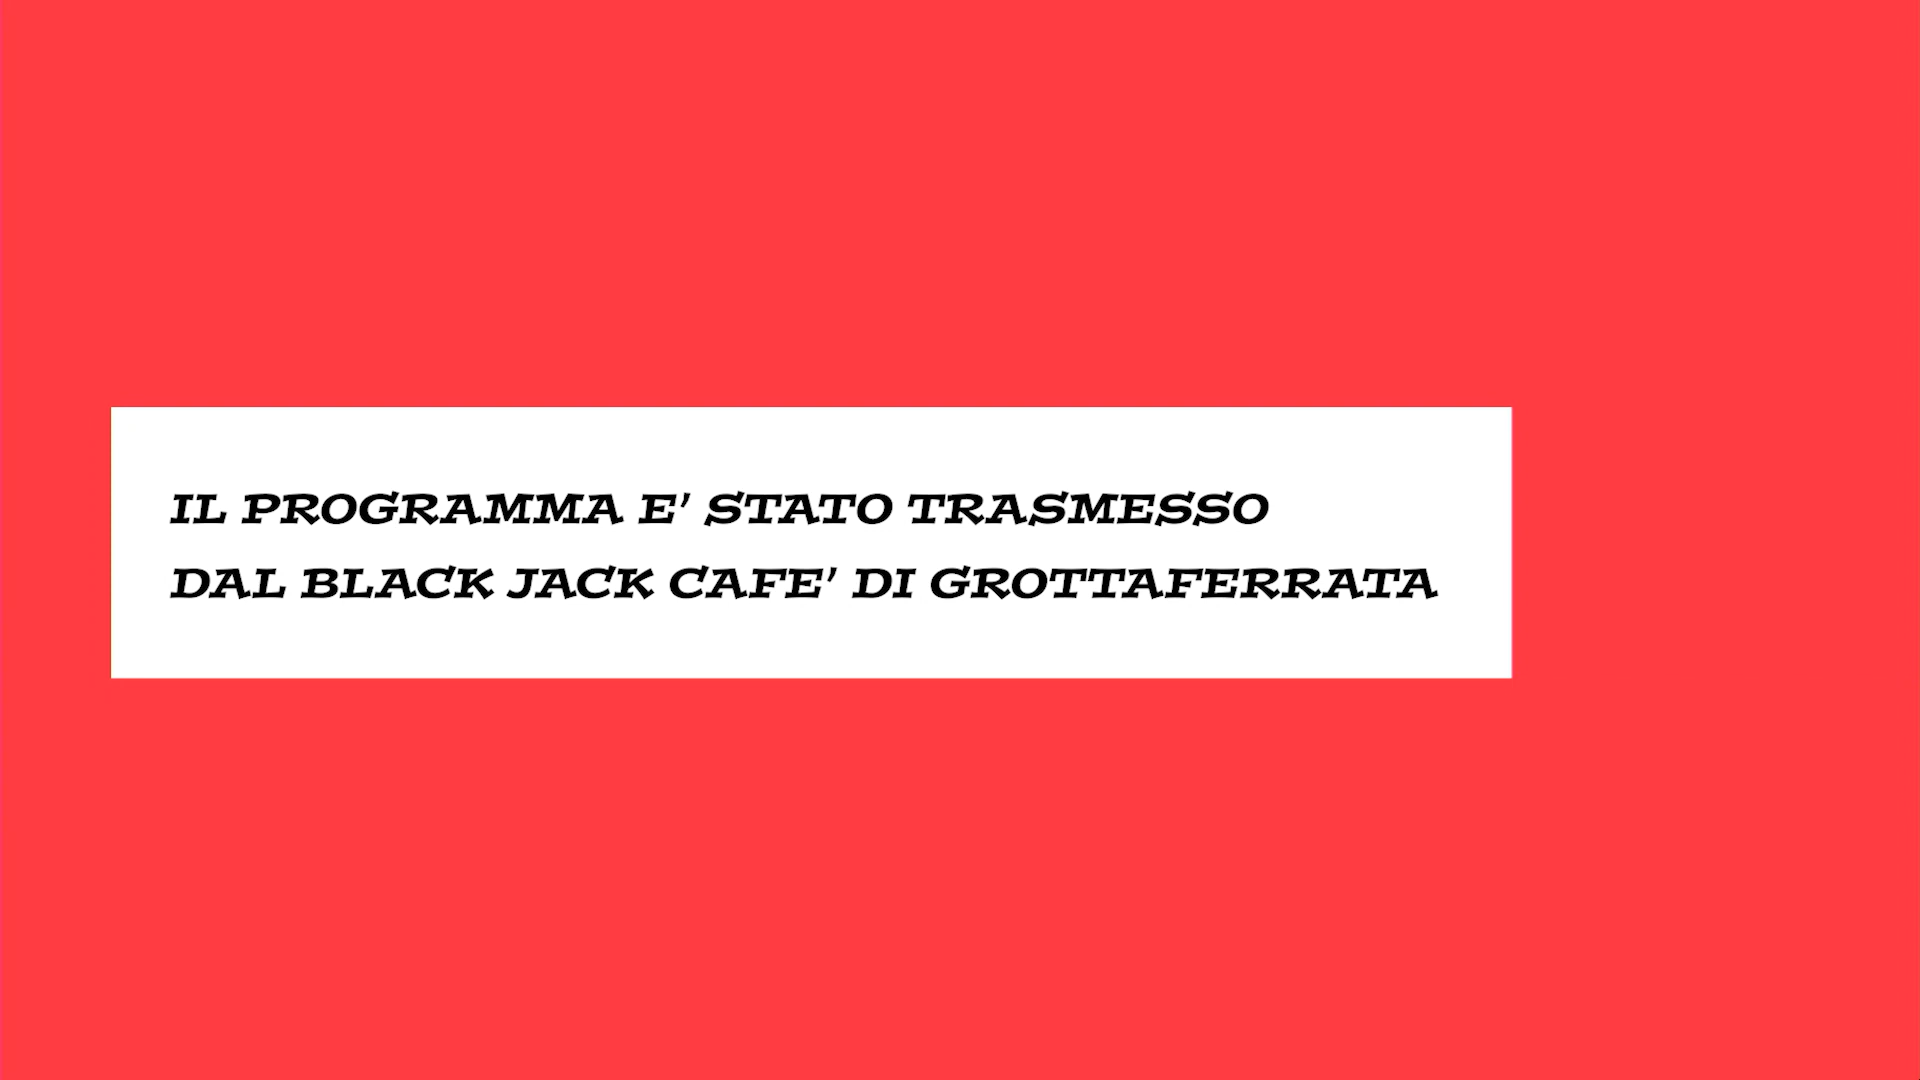 IL PROGRAMMA E' STATO TRASMESSO
DAL BLACK JACK CAFE' DI GROTTAFERRATA